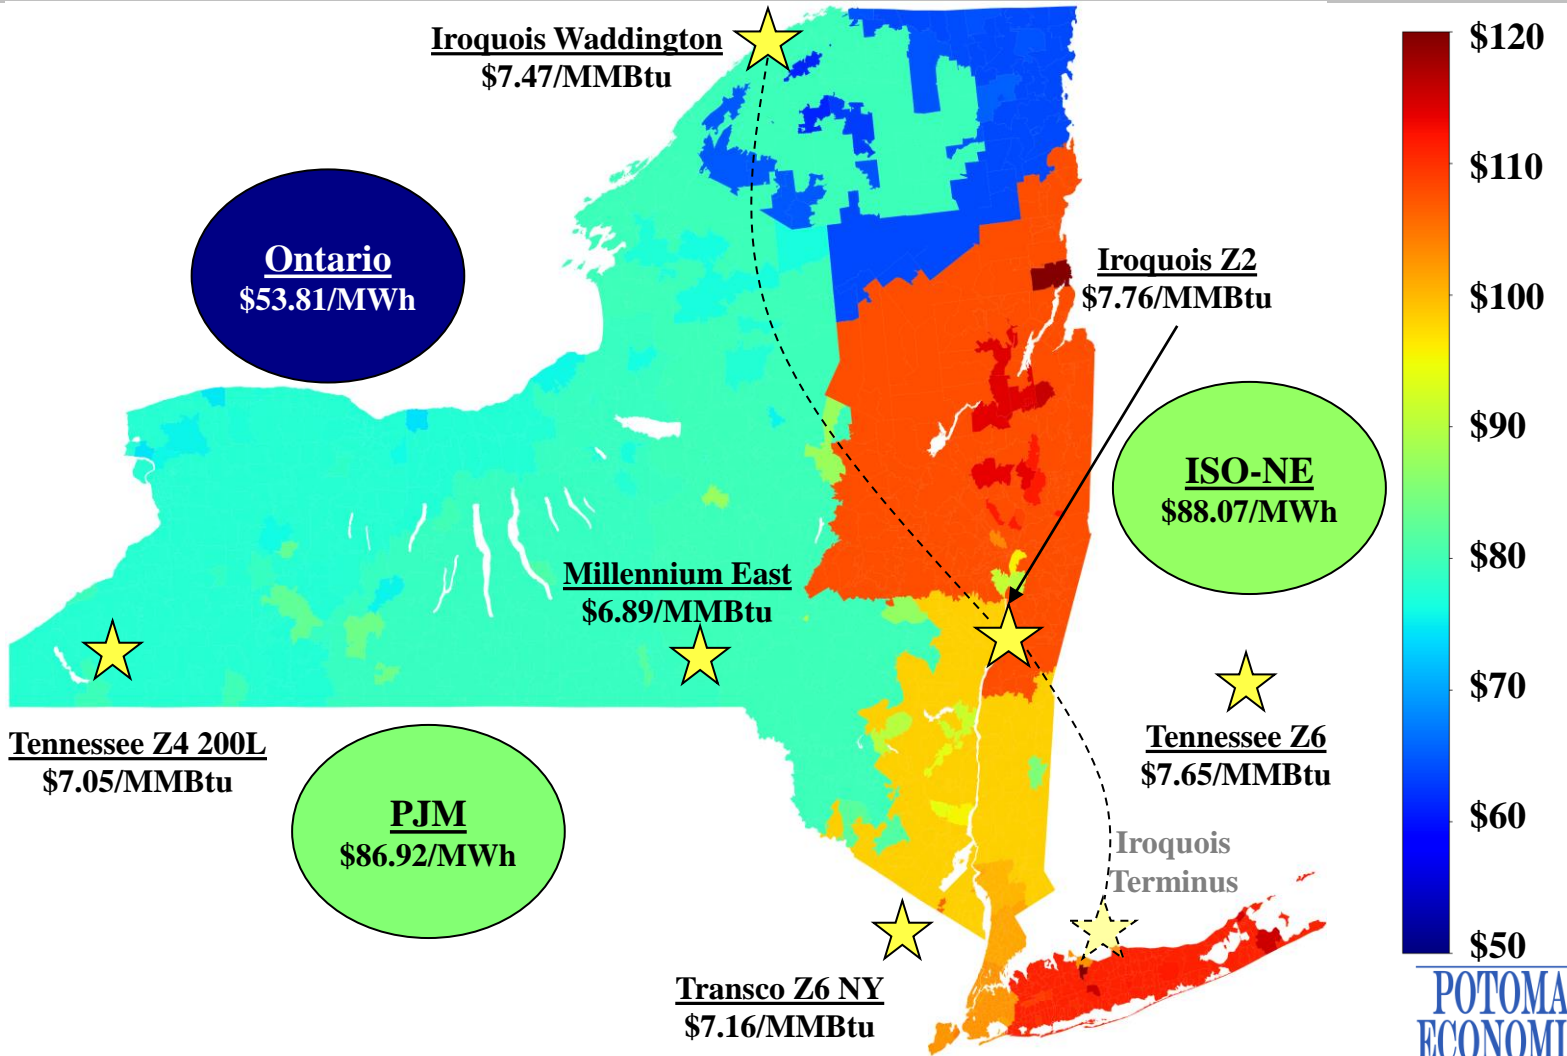 Iroquois Waddington
$7.47/MMBtu
Ontario
$53.81/MWh
Iroquois Z2
$7.76/MMBtu
ISO-NE
$88.07/MWh
Millennium East
$6.89/MMBtu
Tennessee Z4 200L
$7.05/MMBtu
PJM
$86.92/MWh
Tennessee Z6
$7.65/MMBtu
Iroquois
Terminus
Transco Z6 NY
$7.16/MMBtu
$120
$110
$100
$90
$80
$70
$60
$50
POTOMA
ECONOMI